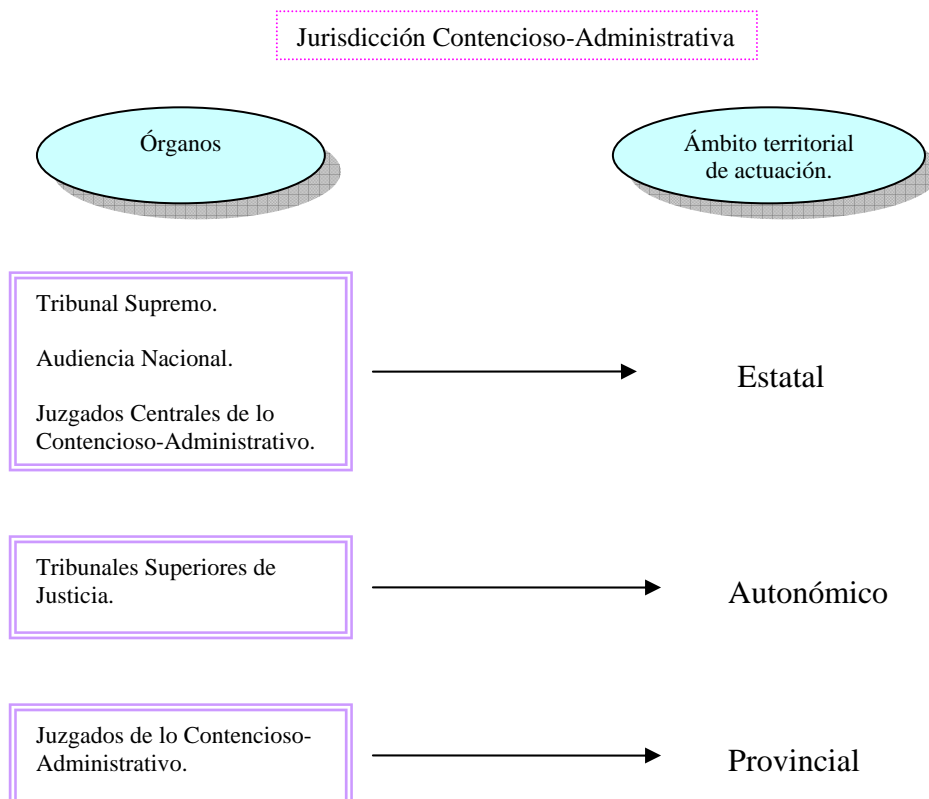 Jurisdicción Contencioso-Administrativa
Órganos
Ámbito territorial
de actuación.
Tribunal Supremo.
Audiencia Nacional.
Juzgados Centrales de lo
Contencioso-Administrativo.
Estatal
Tribunales Superiores de
Justicia.
Autonómico
Juzgados de lo Contencioso-
Administrativo.
Provincial